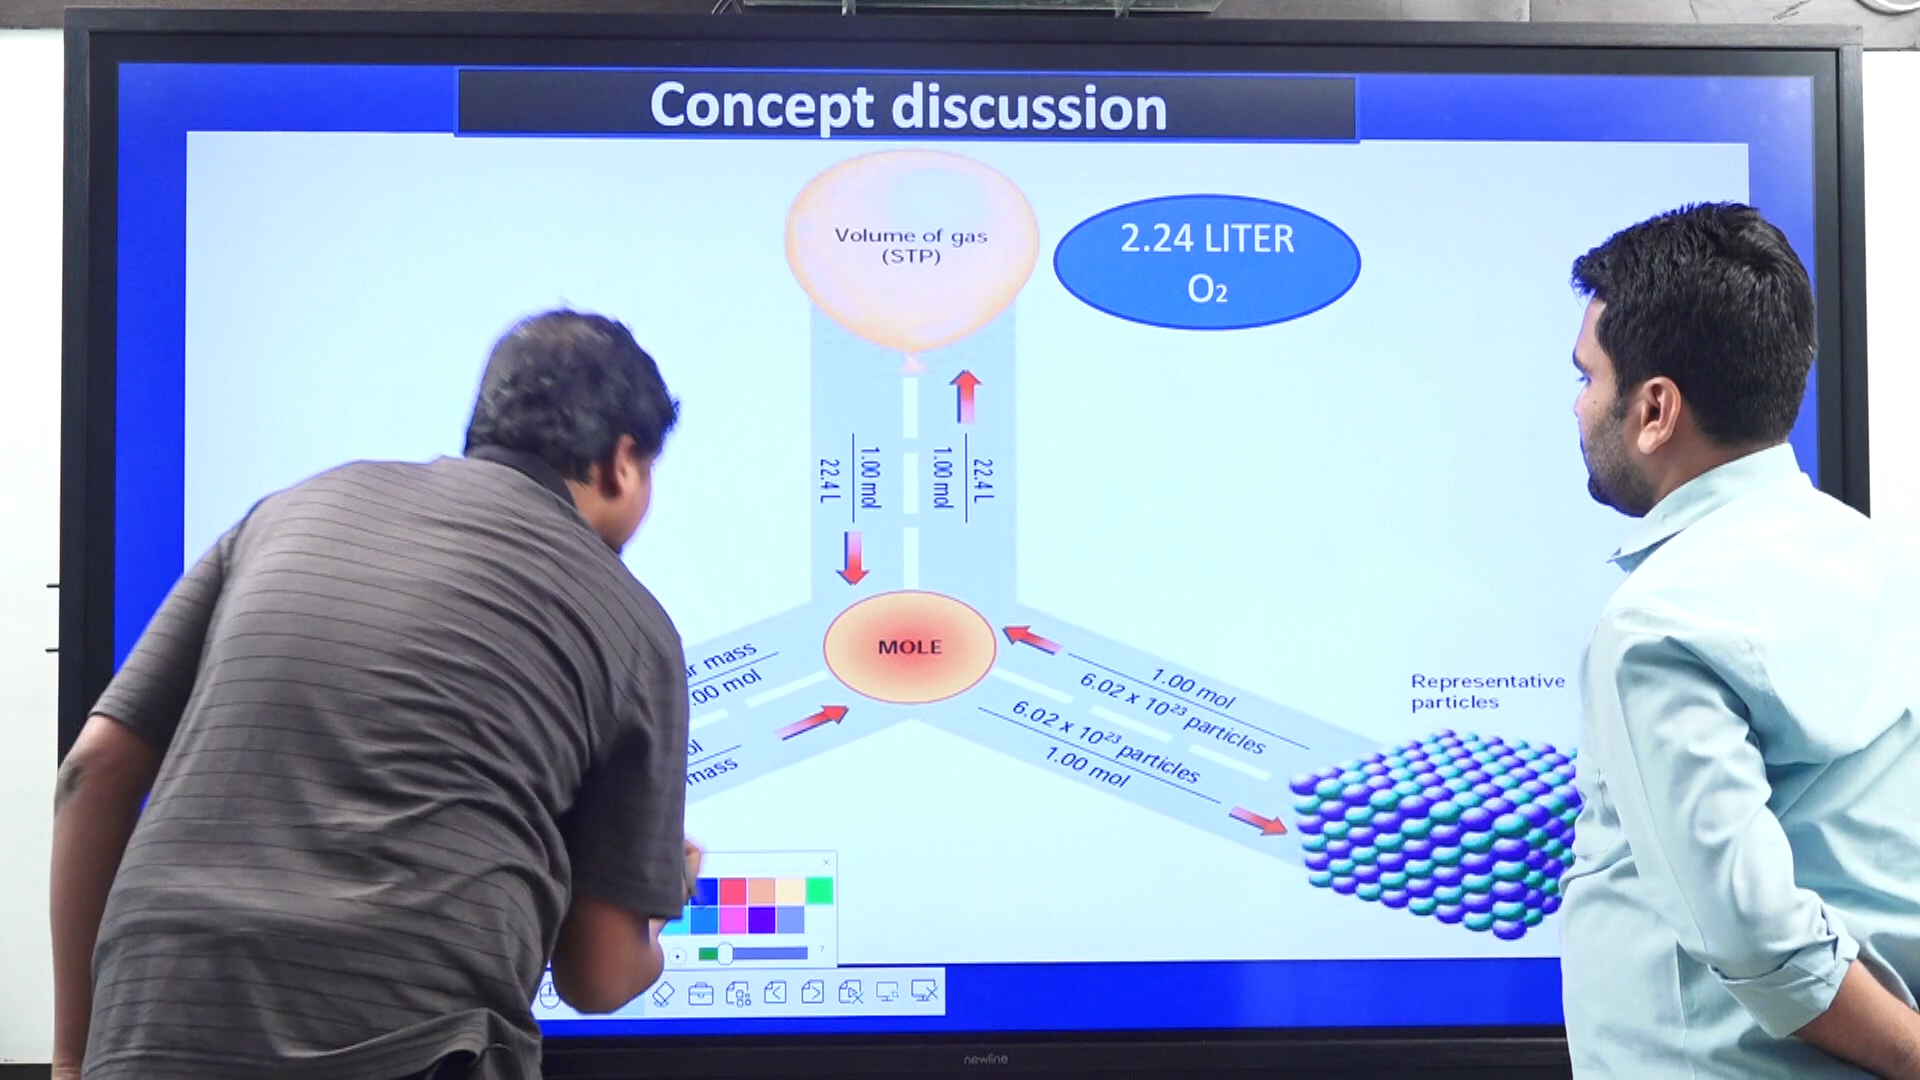 Concept discussion
Volume of gas
(STP)
2.24 LITER
O2
1.00 mol
22.4 L
22.4 L
1.00 mol
MOLE
mass
.00 mol
mass
1.00 mol
6.02 x 10²³ particles
6.02 x 10²³ particles
1.00 mol
Representative
particles
7
newline